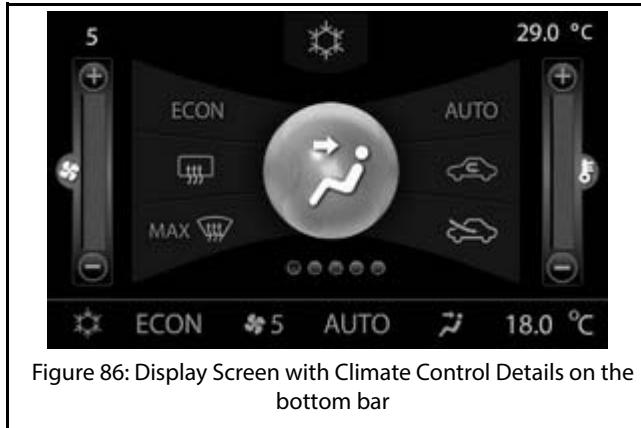 5
29.0 °C
ECON
AUTO
MAX
ECON 5 AUTO 18.0 °C
Figure 86: Display Screen with Climate Control Details on the
bottom bar